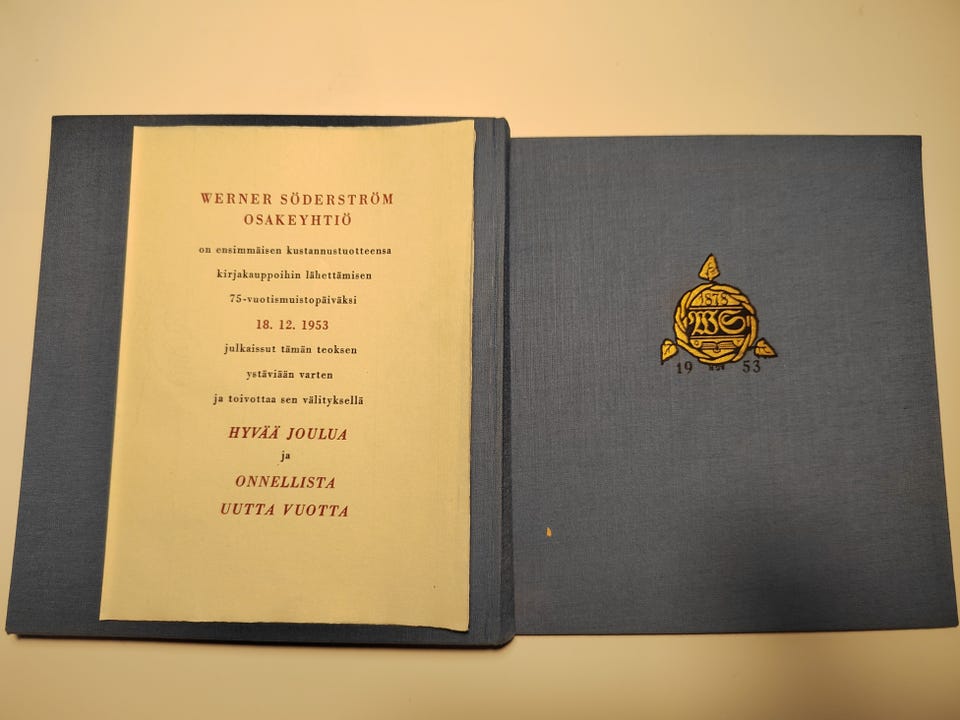 WERNER SÖDERSTRÖM
OSAKEYHTIÖ
on ensimmäisen kustannustuotteensa
kirjakauppoihin lähettämisen
75-vuotismuistopäiväksi
18. 12. 1953
julkaissut tämän teoksen
ystäviään varten
ja toivottaa sen välityksellä
HYVÄÄ JOULUA
ja
ONNELLISTA
UUTTA VUOTTA
WS
19 53